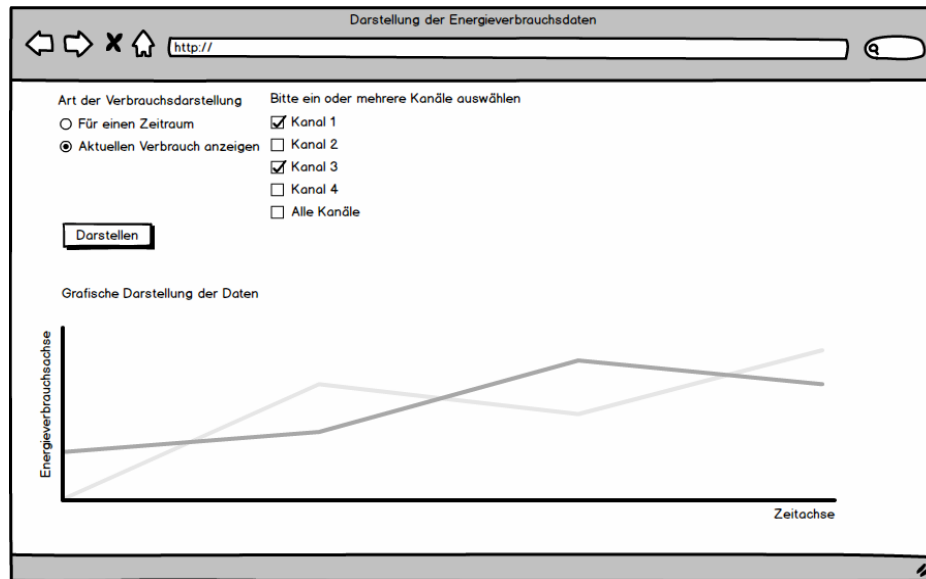 Darstellung der Energieverbrauchsdaten
http://
Art der Verbrauchsdarstellung
Für einen Zeitraum
Aktuellen Verbrauch anzeigen
Bitte ein oder mehrere Kanäle auswählen
Kanal 1
Kanal 2
Kanal 3
Kanal 4
Alle Kanäle
Darstellen
Grafische Darstellung der Daten
Energieverbrauchsachse
Zeitachse